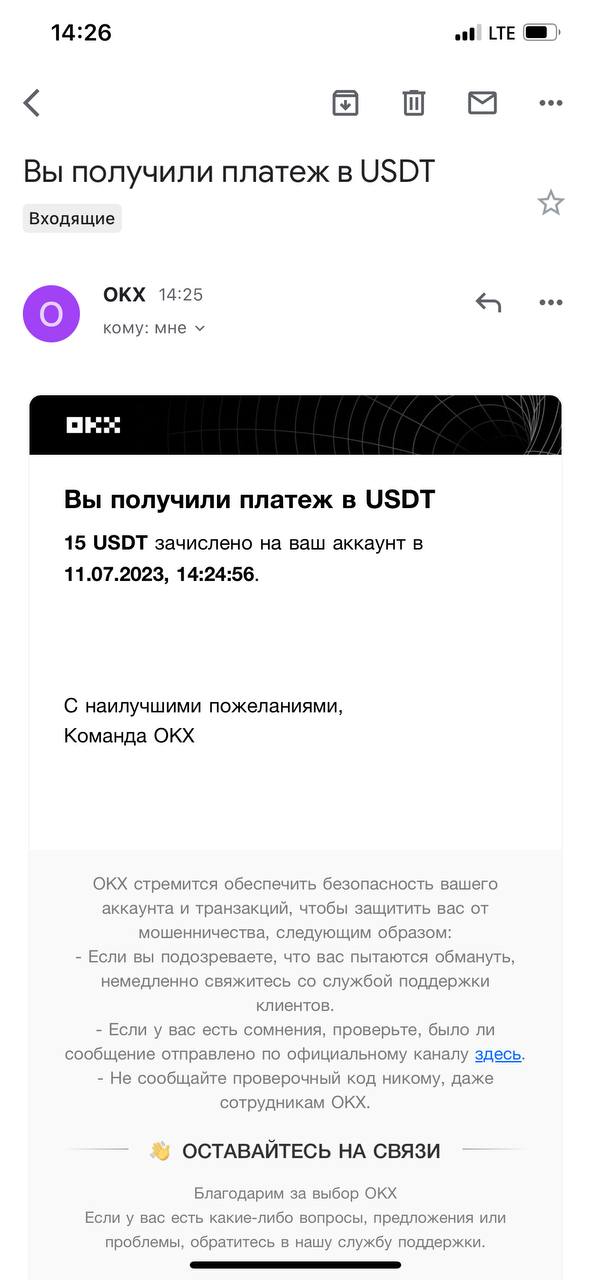 14:26
LTE
Вы получили платеж в USDT
Входящие
O
OKX 14:25
кому: мне
OKX
Вы получили платеж в USDT
15 USDT зачислено на ваш аккаунт в
11.07.2023, 14:24:56.
С наилучшими пожеланиями,
Команда OKX
OKX стремится обеспечить безопасность вашего
аккаунта и транзакций, чтобы защитить вас от
мошенничества, следующим образом:
- Если вы подозреваете, что вас пытаются обмануть,
немедленно свяжитесь со службой поддержки
клиентов.
- Если у вас есть сомнения, проверьте, было ли
сообщение отправлено по официальному каналу здесь.
- Не сообщайте проверочный код никому, даже
сотрудникам OKX.
👋 ОСТАВАЙТЕСЬ НА СВЯЗИ
Благодарим за выбор OKX
Если у вас есть какие-либо вопросы, предложения или
проблемы, обратитесь в нашу службу поддержки.